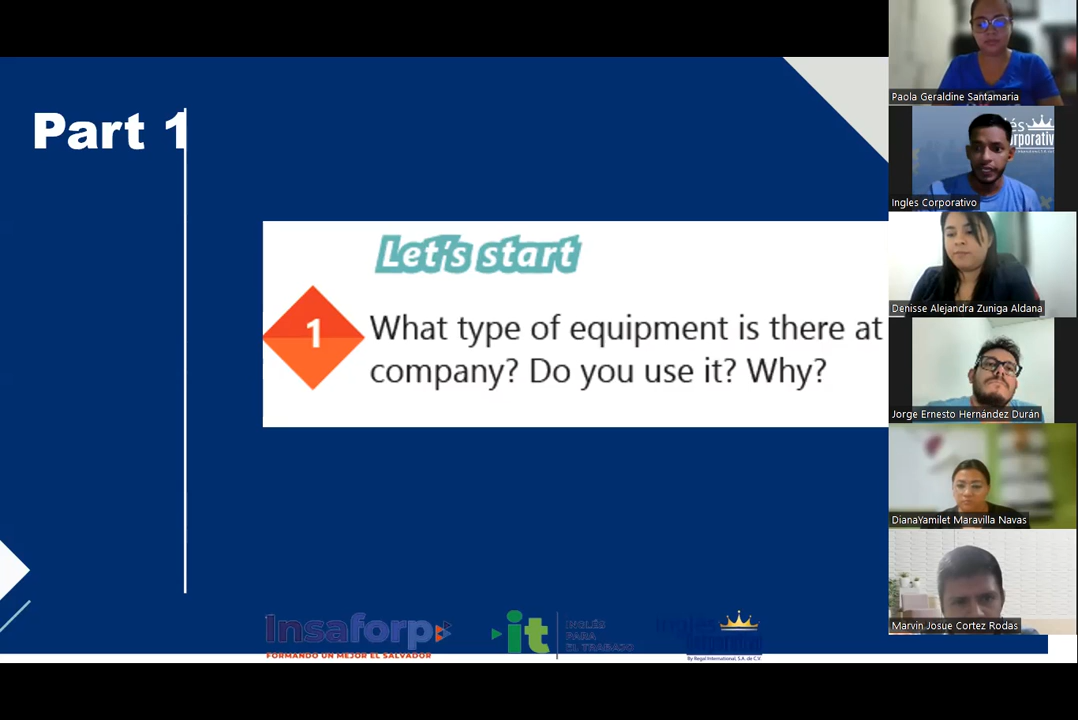 Part 1
Let's start
1
What type of equipment is there at
company? Do you use it? Why?
Insaforp
FORMANDO UN MEJOR EL SALVADOR
it
INGLÉS
PARA
EL TRABAJO
By Regal International, S.A. de C.V
Paola Geraldine Santamaria
és
orporativ
Ingles Corporativo
Denisse Alejandra Zuniga Aldana
Jorge Ernesto Hernández Durán
DianaYamilet Maravilla Navas
Marvin Josue Cortez Rodas